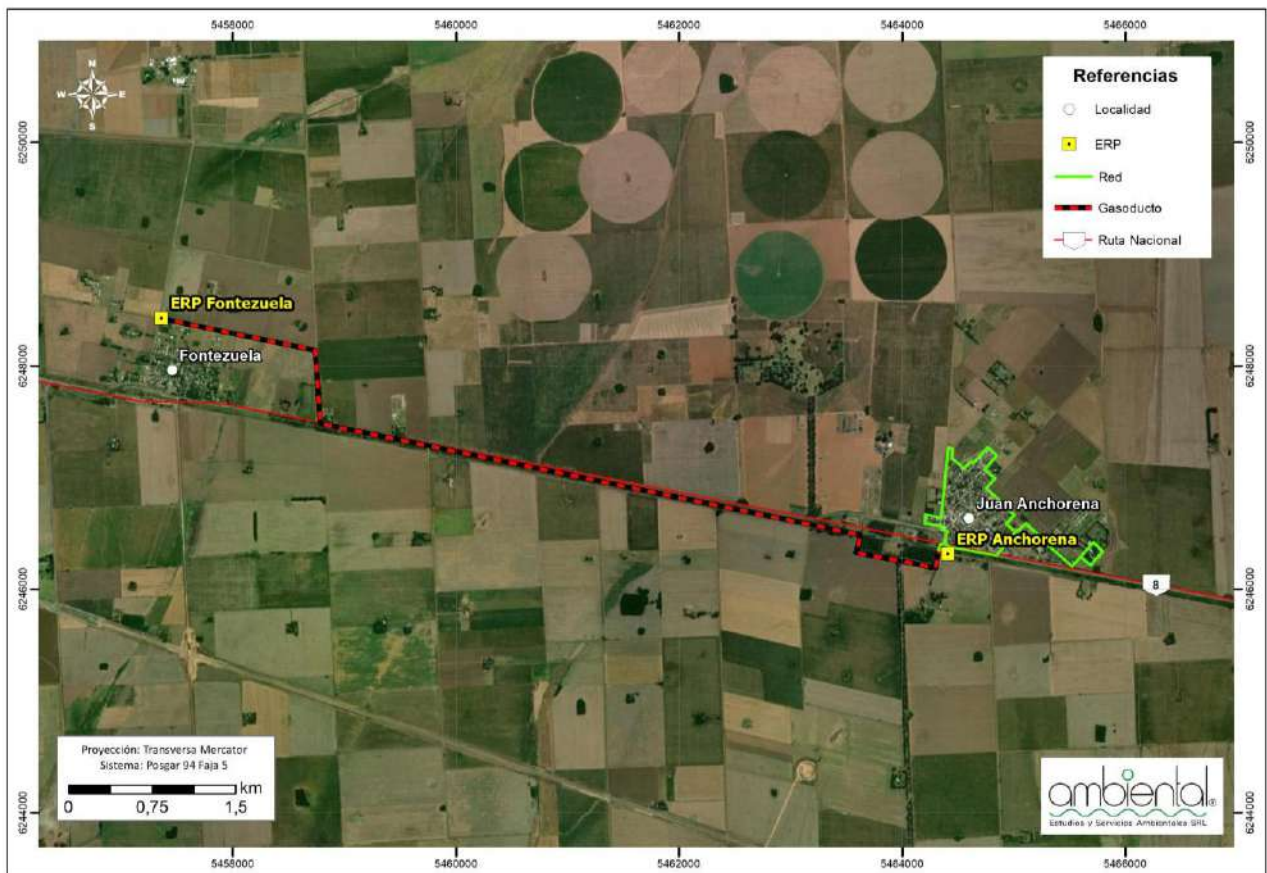 5458000
5460000
5462000
5464000
5466000
N
W E
S
Referencias
Localidad
ERP
Red
Gasoducto
Ruta Nacional
6250000
6250000
ERP Fontezuela
Fontezuela
6248000
6248000
Juan Anchorena
ERP Anchorena
8
6246000
6246000
Proyección: Transversa Mercator
Sistema: Posgar 94 Faja 5
km
0 0,75 1,5
ambiental®
Estudios y Servicios Ambientales SRL
6244000
6244000
5458000
5460000
5462000
5464000
5466000